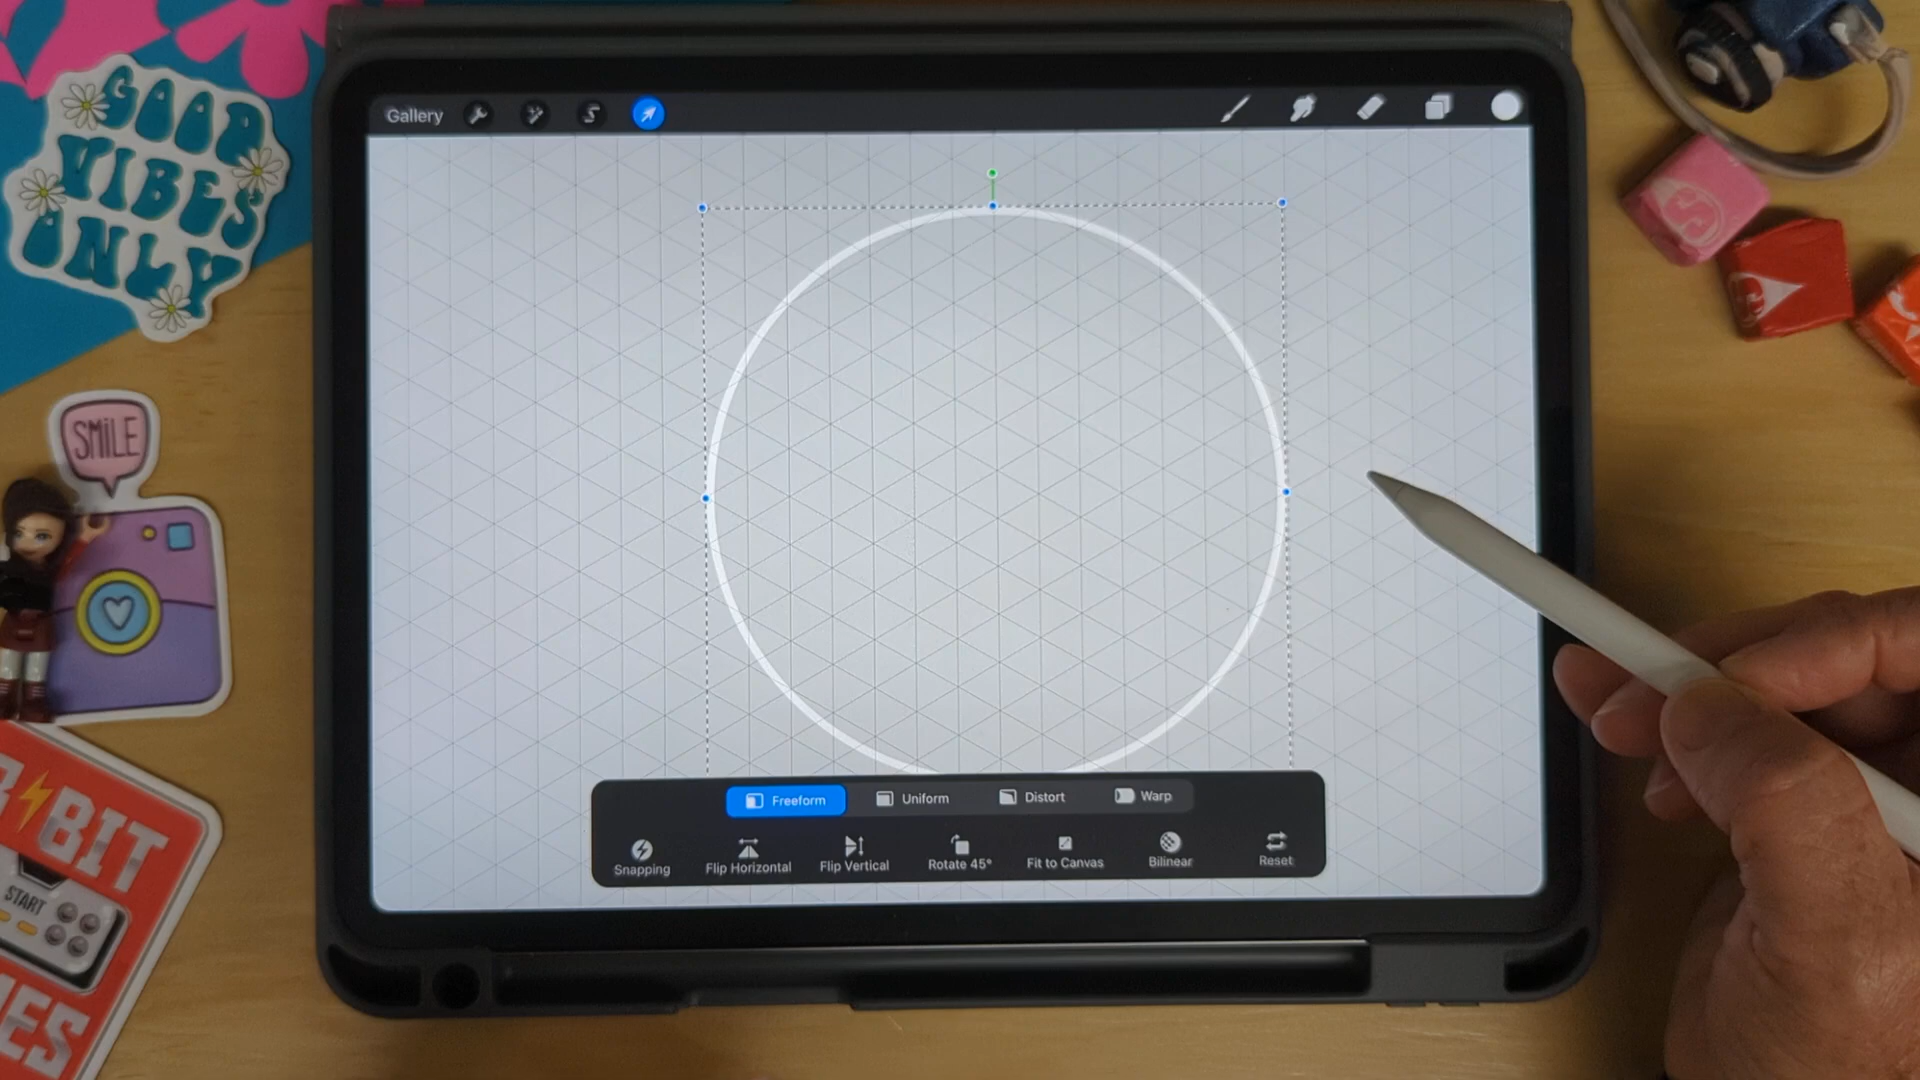 GOOD
VIBES
ONLY
SMiLE
BIT
START
Gallery
S
Freeform
Uniform
Distort
Warp
Snapping
Flip Horizontal
Flip Vertical
Rotate 45°
Fit to Canvas
Bilinear
Reset